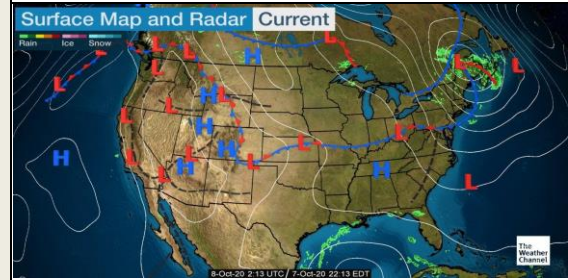 Surface Map and Radar Current
Rain Ice Snow
L
L L H L L L
L
H L
L
L
H L
L
H
L L H
L H H
L L
The
Weather
Channel
8-Oct-20 2:13 UTC / 7-Oct-20 22:13 EDT